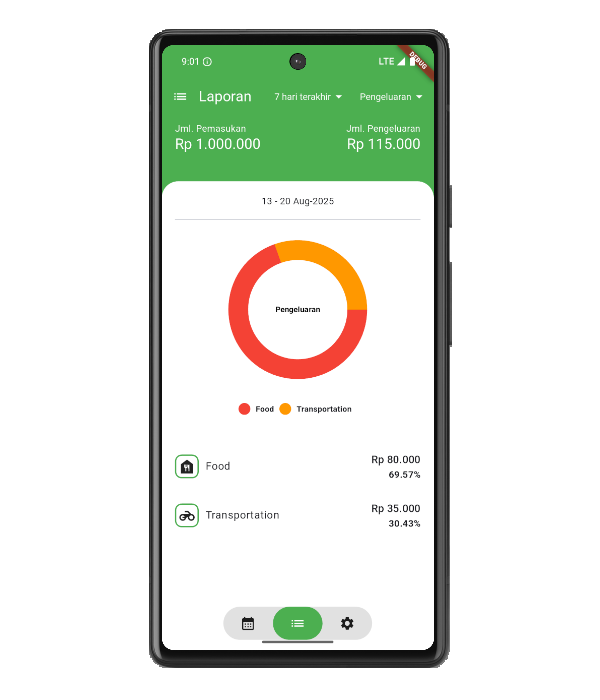 9:01
LTE
DEBUG
Laporan
7 hari terakhir
Pengeluaran
Jml. Pemasukan
Jml. Pengeluaran
Rp 1.000.000
Rp 115.000
13 - 20 Aug-2025
Pengeluaran
Food
Transportation
Food
Rp 80.000
69.57%
Transportation
Rp 35.000
30.43%